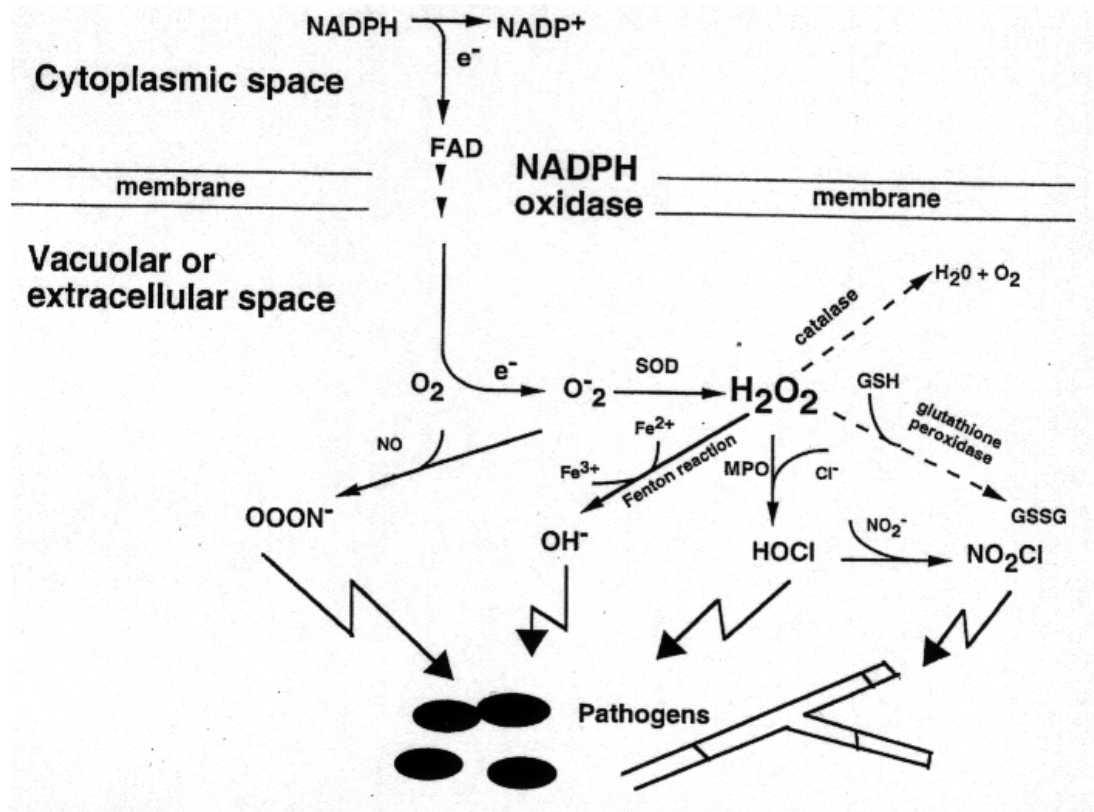 NADPH
NADP⁺
e⁻
Cytoplasmic space
FAD
NADPH
oxidase
membrane
membrane
Vacuolar or
extracellular space
H₂0 + O₂
catalase
O₂
e⁻
O⁻₂
SOD
H₂O₂
GSH
glutathione
peroxidase
NO
Fe²⁺
Fe³⁺
Fenton reaction
MPO
Cl⁻
OOON⁻
OH⁻
HOCl
NO₂⁻
GSSG
NO₂Cl
Pathogens